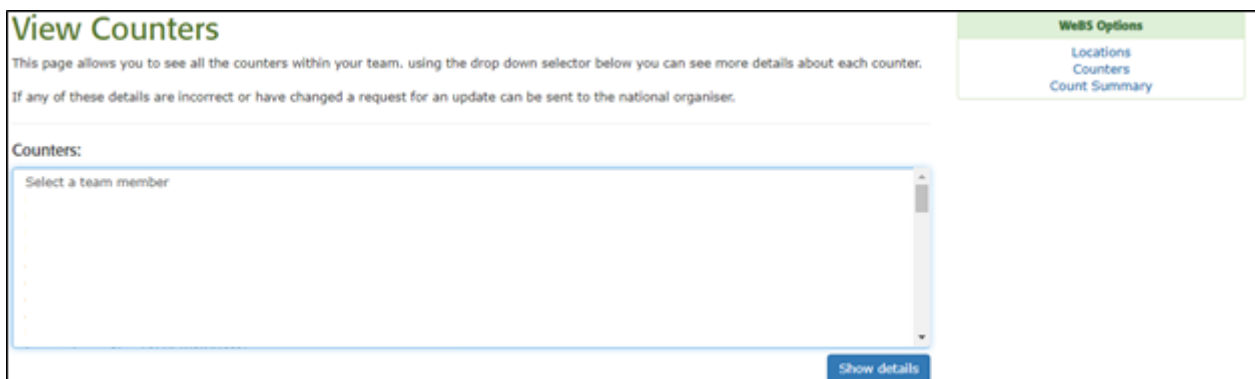 View Counters
This page allows you to see all the counters within your team. using the drop down selector below you can see more details about each counter.
If any of these details are incorrect or have changed a request for an update can be sent to the national organiser.
Counters:
Select a team member
Show details
WeBS Options
Locations
Counters
Count Summary